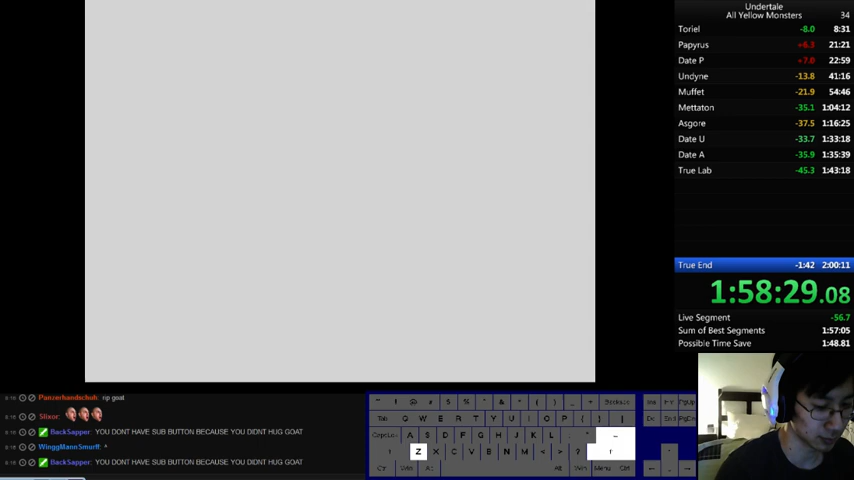 Undertale
All Yellow Monsters 34
Toriel -8.0 8:31
Papyrus +6.3 21:21
Date P +7.0 22:59
Undyne -13.8 41:16
Muffet -21.9 54:46
Mettaton -35.1 1:04:12
Asgore -37.5 1:16:25
Date U -33.7 1:33:18
Date A -35.9 1:35:39
True Lab -45.3 1:43:18
True End -1:42 2:00:11
1:58:29.08
Live Segment -56.7
Sum of Best Segments 1:57:05
Possible Time Save 1:48.81
Panzerhandschuh: rip goat
Slixor:
BackSapper: YOU DONT HAVE SUB BUTTON BECAUSE YOU DIDNT HUG GOAT
WinggMannSmorff: ^
BackSapper: YOU DONT HAVE SUB BUTTON BECAUSE YOU DIDNT HUG GOAT
Tab Q W E R T Y U I O P [ ]
A S D F G H J K L
Z X C V B N M < > ?
Alt Win Menu Ctrl